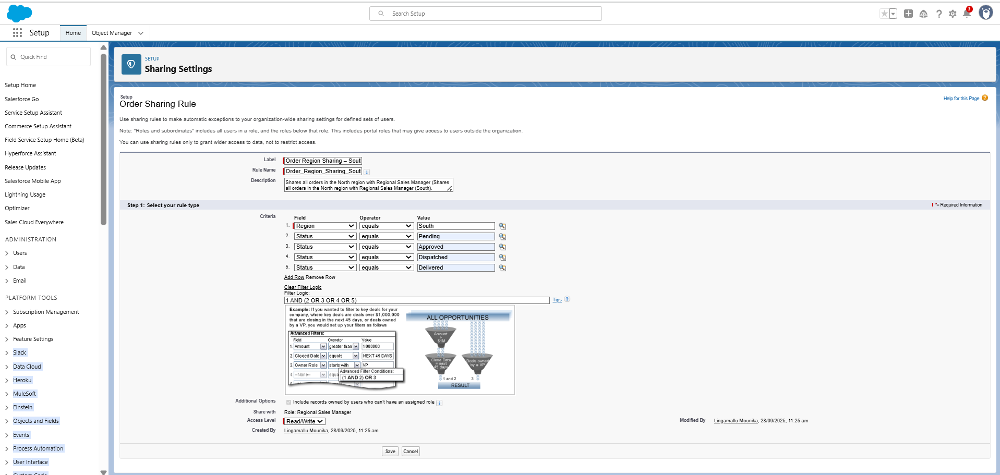 Search Setup
3
Setup
Home
Object Manager
Quick Find
Setup Home
Salesforce Go
Service Setup Assistant
Commerce Setup Assistant
Field Service Setup Home (Beta)
Hyperforce Assistant
Release Updates
Salesforce Mobile App
Lightning Usage
Optimizer
Sales Cloud Everywhere
ADMINISTRATION
Users
Data
Email
PLATFORM TOOLS
Subscription Management
Apps
Feature Settings
Slack
Data Cloud
Heroku
MuleSoft
Einstein
Objects and Fields
Events
Process Automation
User Interface
Custom Code
SETUP
Sharing Settings
Setup
Order Sharing Rule
Help for this Page ?
Use sharing rules to make automatic exceptions to your organization-wide sharing settings for defined sets of users.
Note: "Roles and subordinates" includes all users in a role, and the roles below that role. This includes portal roles that may give access to users outside the organization.
You can use sharing rules only to grant wider access to data, not to restrict access.
Label Order Region Sharing – Sout
Rule Name Order_Region_Sharing_Sout i
Description Shares all orders in the North region with Regional Sales Manager (Shares
all orders in the North region with Regional Sales Manager (South).
Step 1: Select your rule type
*= Required Information
Criteria
Field Operator Value
1. Region equals South
2. Status equals Pending
3. Status equals Approved
4. Status equals Dispatched
5. Status equals Delivered
Add Row Remove Row
Clear Filter Logic
Filter Logic:
1 AND (2 OR 3 OR 4 OR 5) Tips ?
Example: If you wanted to filter to key deals for your
company, where key deals are deals over $1,000,000
that are closing in the next 45 days, or deals owned
by a VP, you would set up your filters as follows
Advanced Filters:
Field Operator Value
1. Amount greater than 1000000
2. Closed Date equals NEXT 45 DAYS
3. Owner Role starts with VP
4. --None-- equa
Advanced Filter Conditions:
(1 AND 2) OR 3
ALL OPPORTUNITIES
Amount
>
$1M
Close Date
= next
45 days
Deals owned
by a VP
1 and 2 3
RESULT
Additional Options Include records owned by users who can't have an assigned role i
Share with Role: Regional Sales Manager
Access Level Read/Write
Modified By Lingamallu Mounika, 28/09/2025, 11:25 am
Created By Lingamallu Mounika, 28/09/2025, 11:25 am
Save Cancel